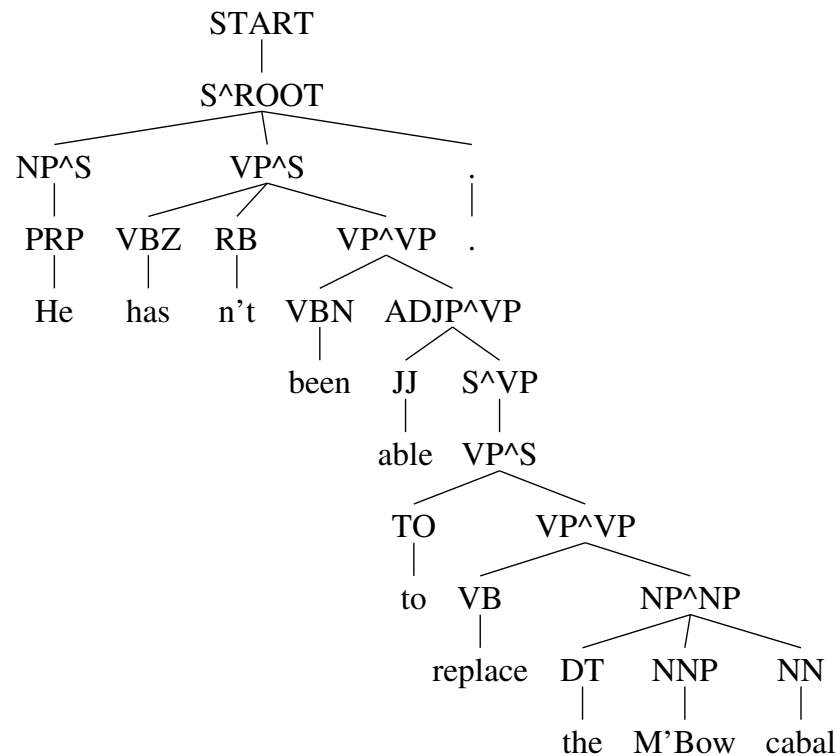 START
S^ROOT
NP^S VP^S .
PRP VBZ RB VP^VP .
He has n't VBN ADJP^VP
been JJ S^VP
able VP^S
TO VP^VP
to VB NP^NP
replace DT NNP NN
the M'Bow cabal